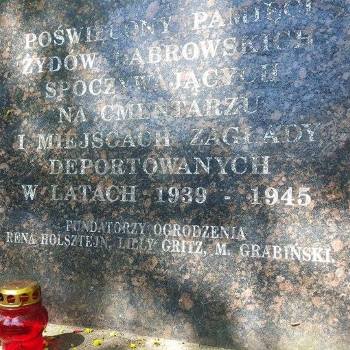 POŚWIĘCONY PAMIĘCI
ŻYDÓW DĄBROWSKICH
SPOCZYWAJĄCYCH
NA CMENTARZU
I MIEJSCACH ZAGŁADY
DEPORTOWANYCH
W LATACH 1939 - 1945
FUNDATORZY OGRODZENIA
RENA HOLSZTEJN, LILLY GRITZ, M. GRABIŃSKI.